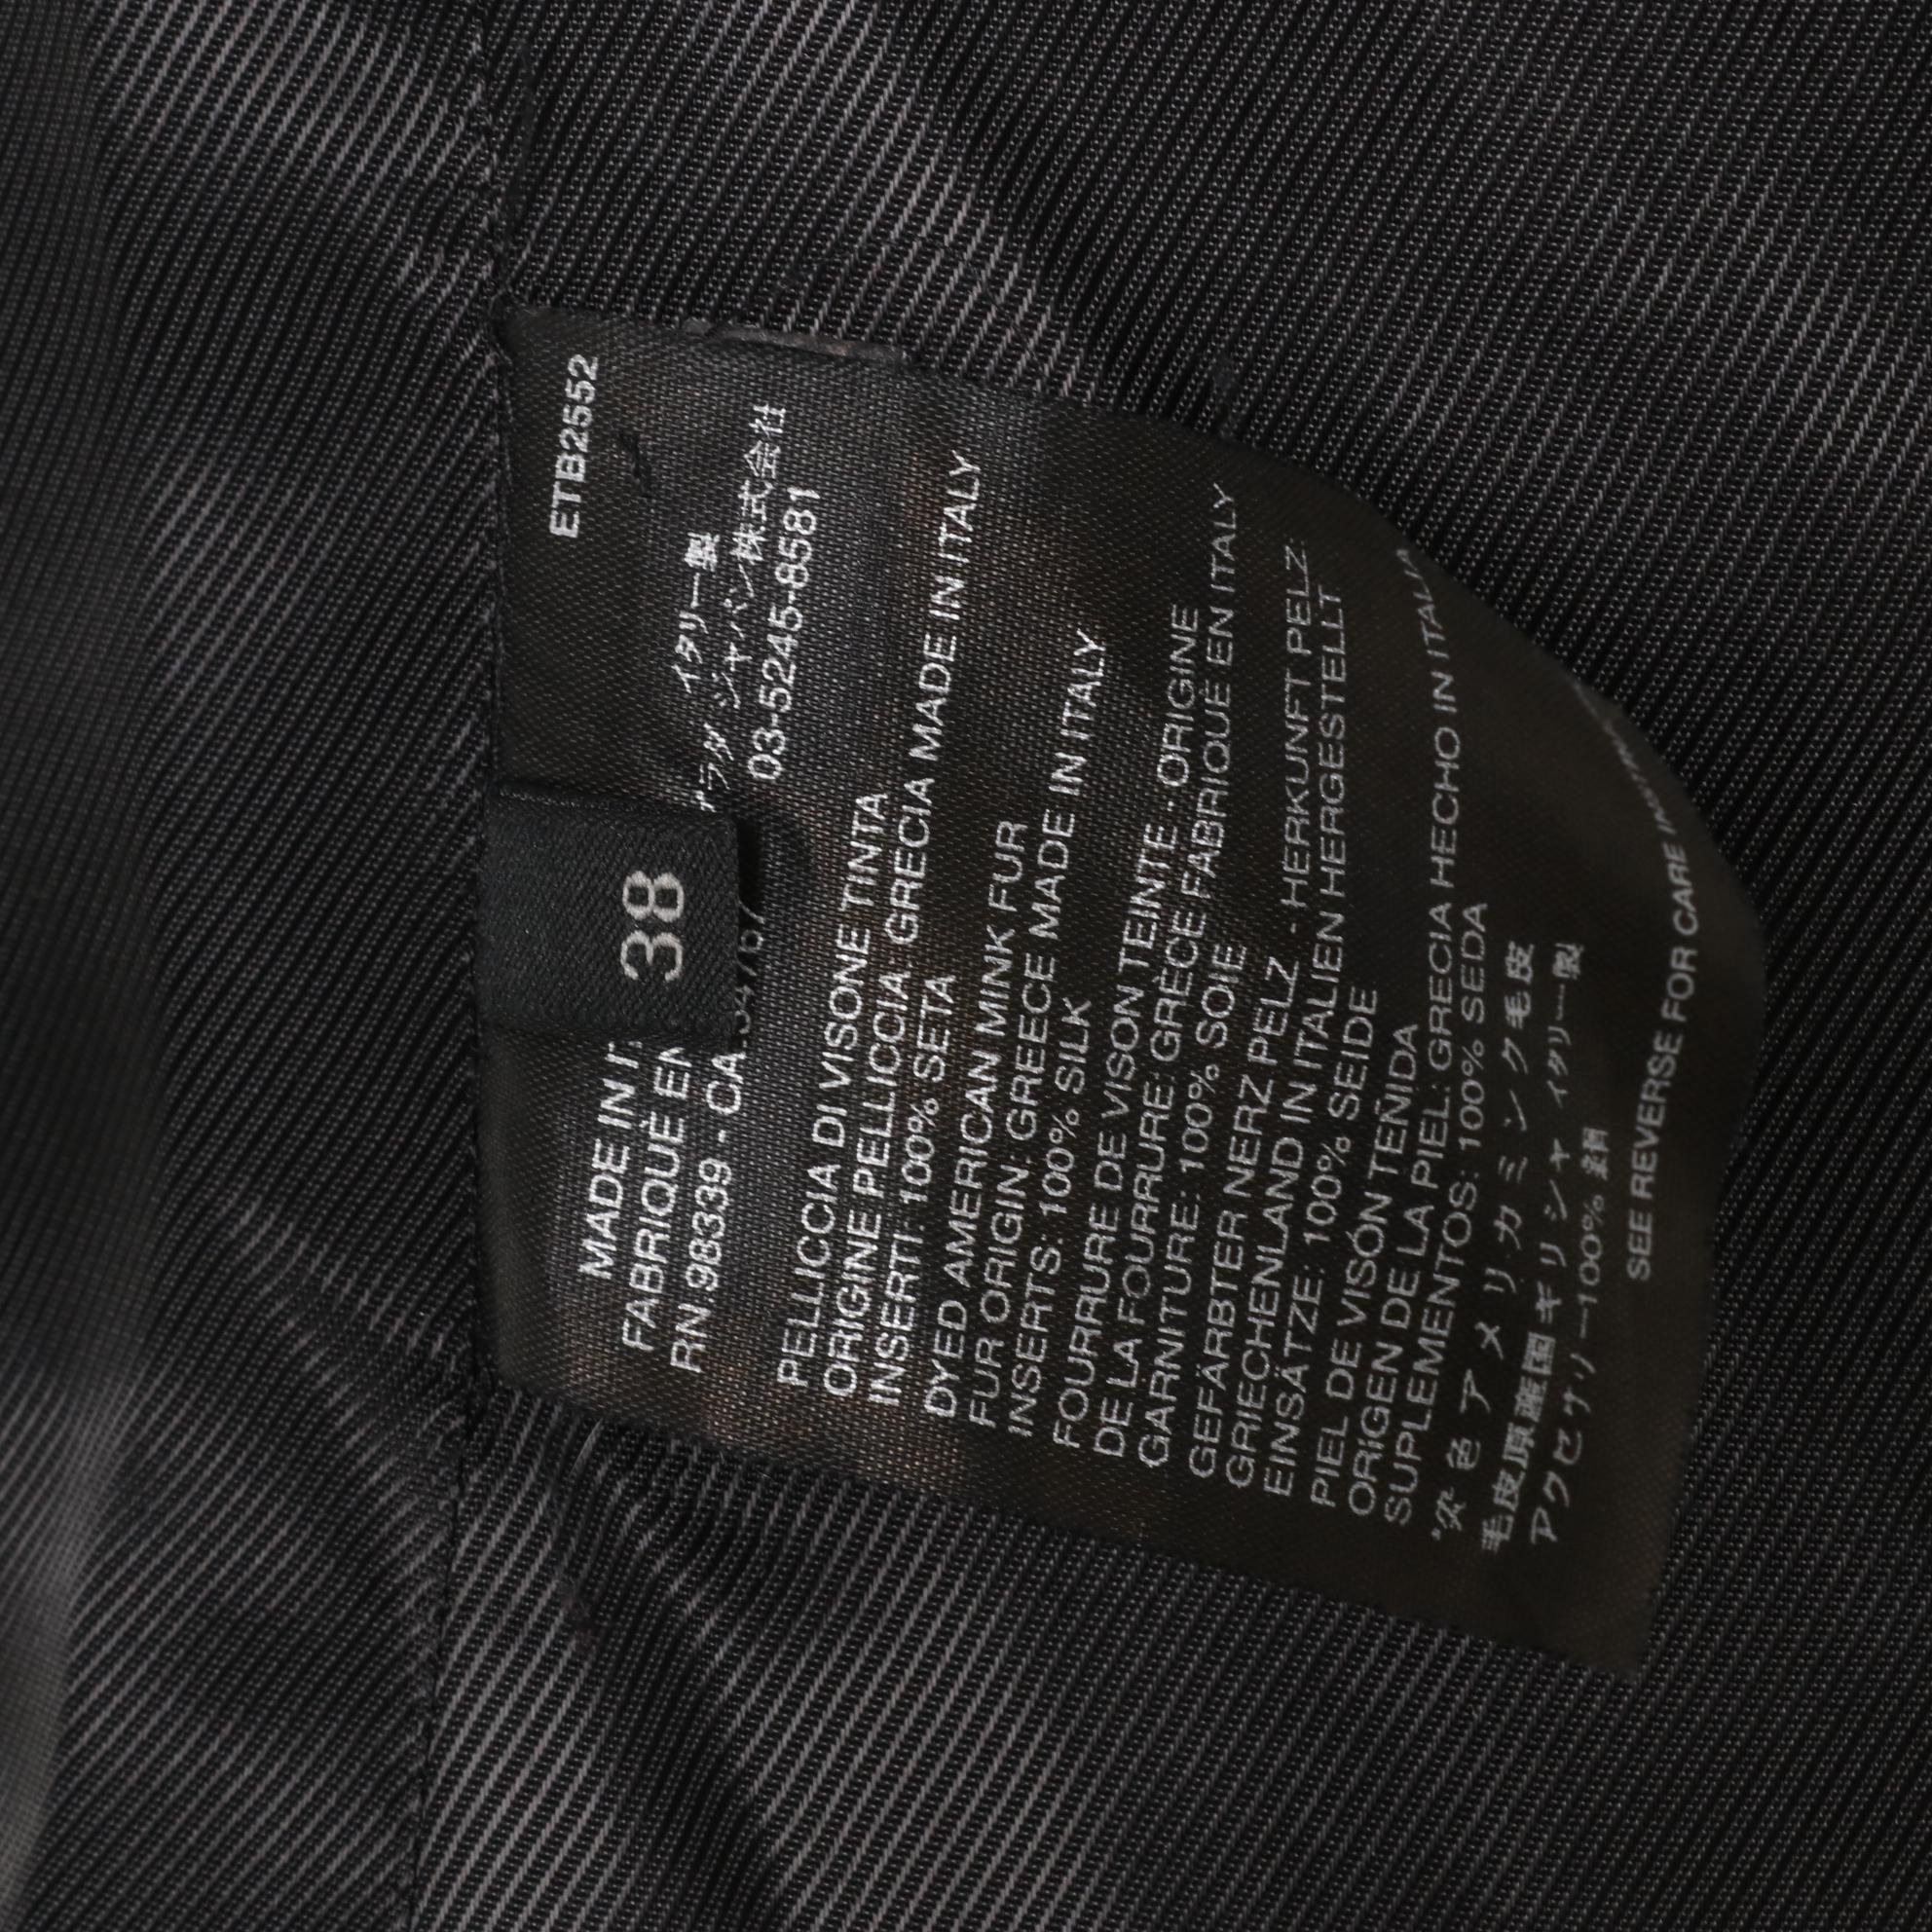 ETB2552
38
MADE IN
FABRIQUÉ EN
RN 98339 - CA
イタリー製
プラダ ジャパン株式会社
03-5245-8581
PELLICCIA DI VISONE TINTA
ORIGINE PELLICCIA GRECIA MADE IN ITALY
INSERTI: 100% SETA
DYED AMERICAN MINK FUR
FUR ORIGIN: GREECE MADE IN ITALY
INSERTS: 100% SILK
FOURRURE DE VISON TEINTE - ORIGINE
DE LA FOURRURE: GRÈCE FABRIQUÉ EN ITALY
GARNITURE: 100% SOIE
GEFÄRBTER NERZ PELZ - HERKUNFT PELZ
GRIECHENLAND IN ITALIEN HERGESTELLT
EINSÄTZE: 100% SEIDE
PIEL DE VISÓN TEÑIDA
ORÍGEN DE LA PIEL: GRECIA HECHO IN ITALIA
SUPLEMENTOS: 100% SEDA
染色アメリカミンク毛皮
毛皮原産国ギリシャ イタリー製
アクセサリー100% 絹
SEE REVERSE FOR CARE